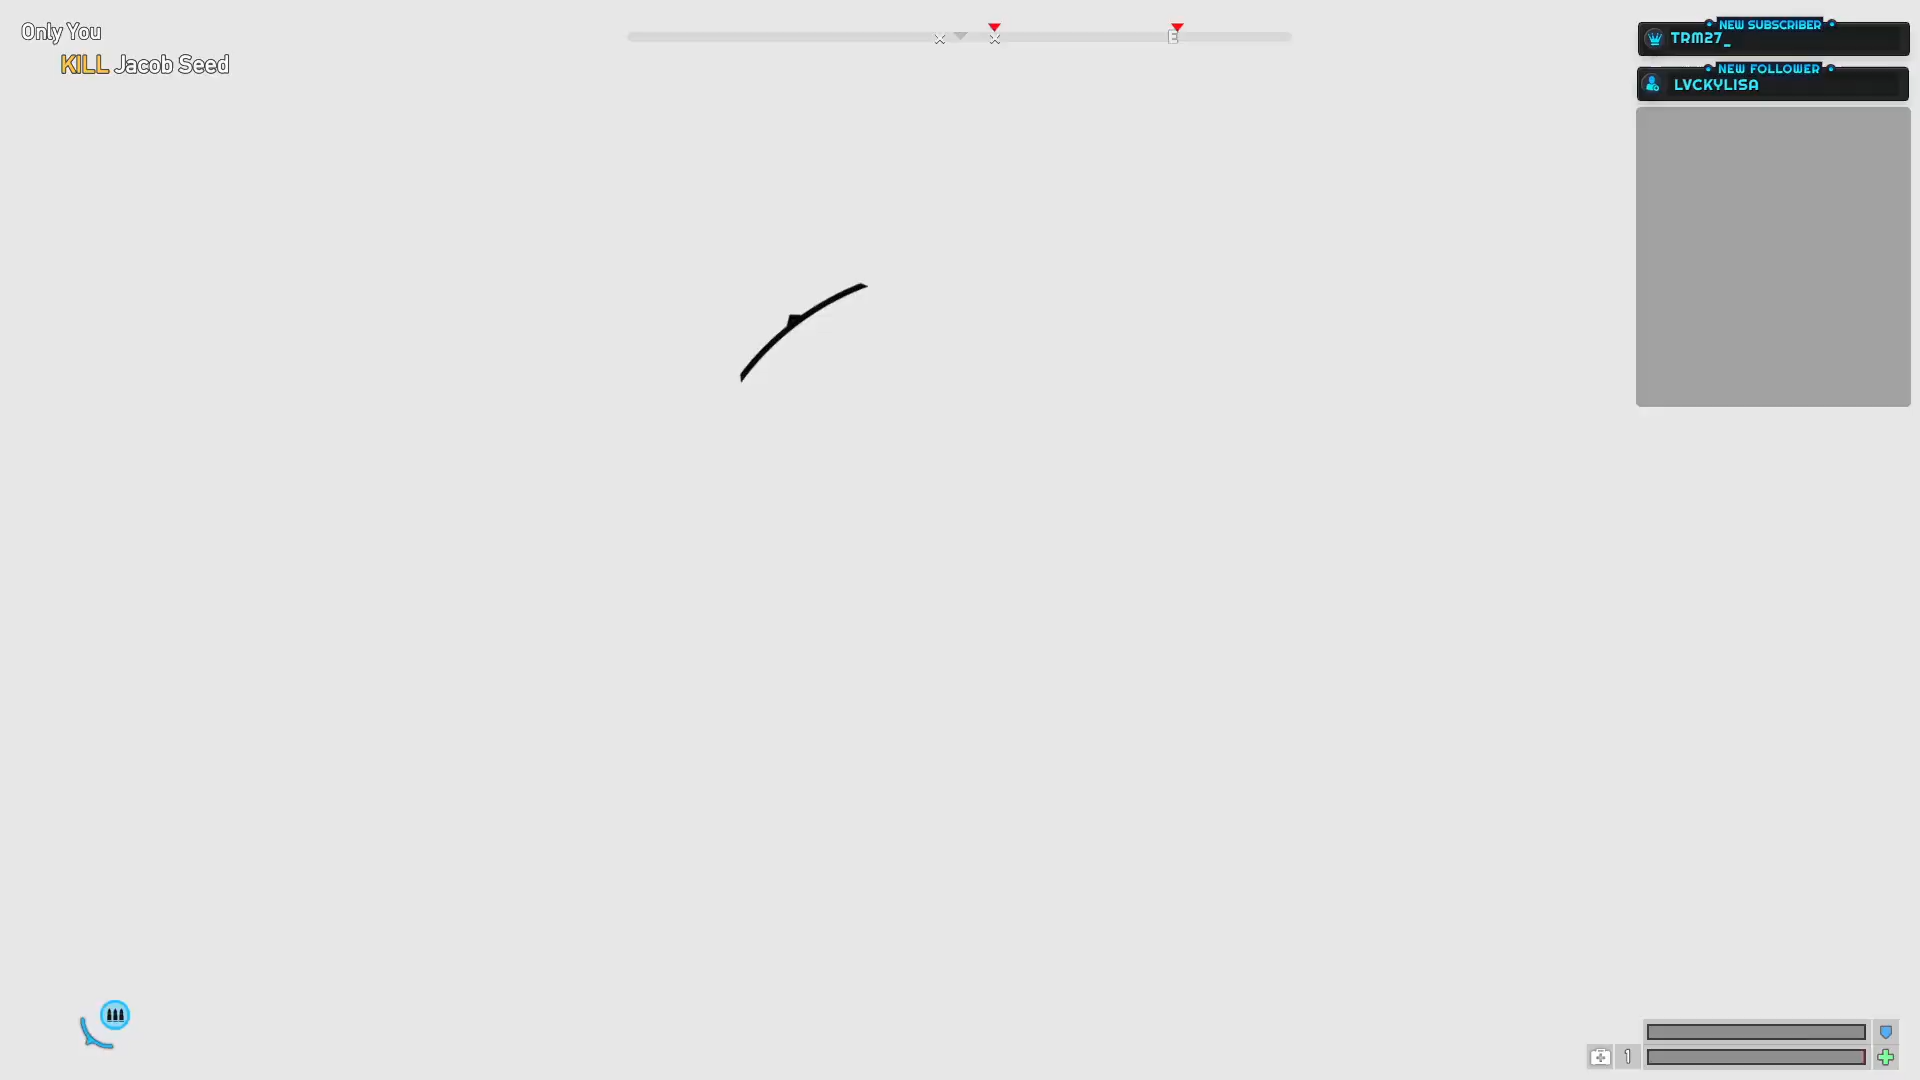 Only You
KILL Jacob Seed
E
NEW SUBSCRIBER
TRM27_
NEW FOLLOWER
LVCKYLISA
1